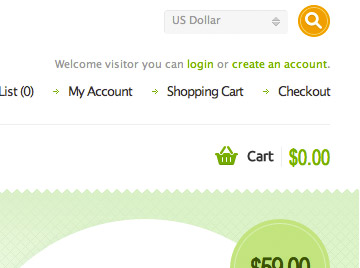 US Dollar
Welcome visitor you can login or create an account.
List (0) My Account Shopping Cart Checkout
Cart $0.00
$59.00